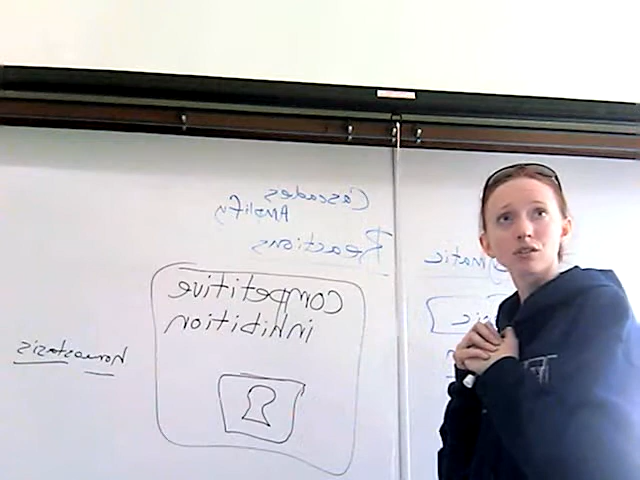 Cascades
Amplify
Reactions
Competitive
inhibition
Homeostasis